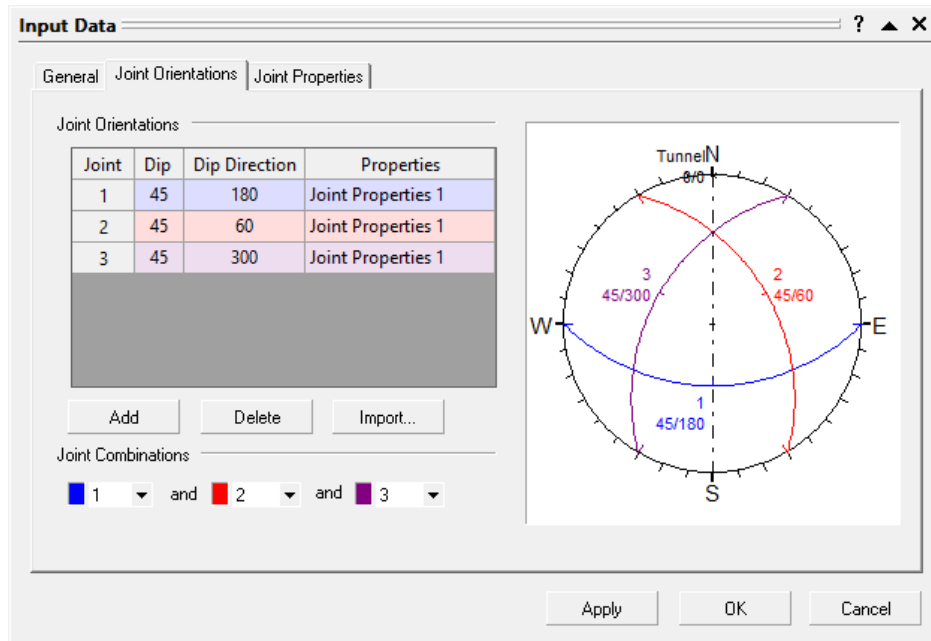 Input Data ? ▲ ×
General Joint Orientations Joint Properties
Joint Orientations
Joint Dip Dip Direction Properties
1 45 180 Joint Properties 1
2 45 60 Joint Properties 1
3 45 300 Joint Properties 1
Add Delete Import...
Joint Combinations
1 and 2 and 3
Tunnel N
0/0
3 2
45/300 45/60
W E
1
45/180
S
Apply OK Cancel